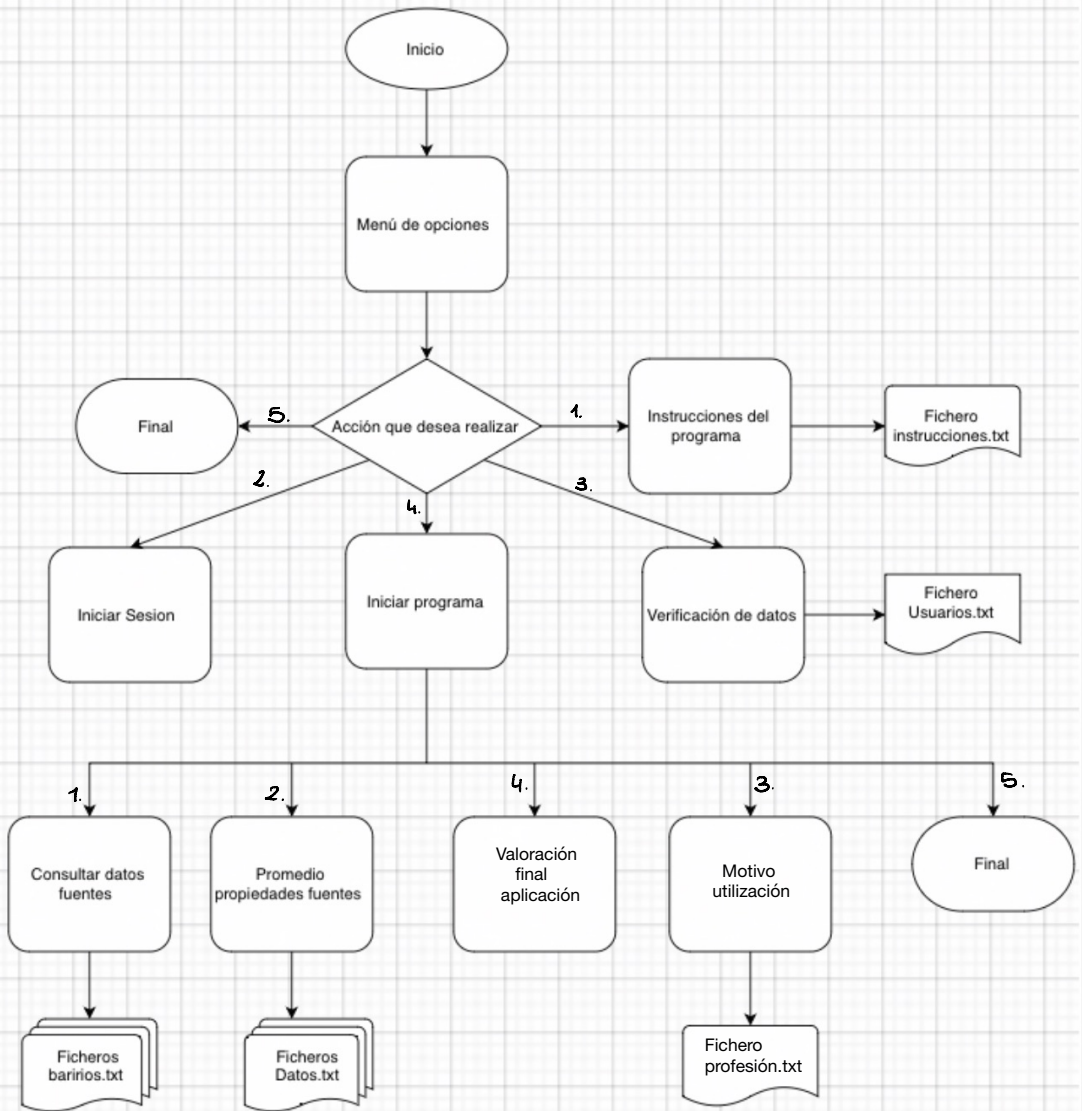 Inicio
Menú de opciones
Acción que desea realizar
5.
Final
1.
Instrucciones del
programa
Fichero
instrucciones.txt
2.
4.
3.
Iniciar Sesion
Iniciar programa
Verificación de datos
Fichero
Usuarios.txt
1.
2.
4.
3.
5.
Consultar datos
fuentes
Promedio
propiedades fuentes
Valoración
final
aplicación
Motivo
utilización
Final
Ficheros
baririos.txt
Ficheros
Datos.txt
Fichero
profesión.txt